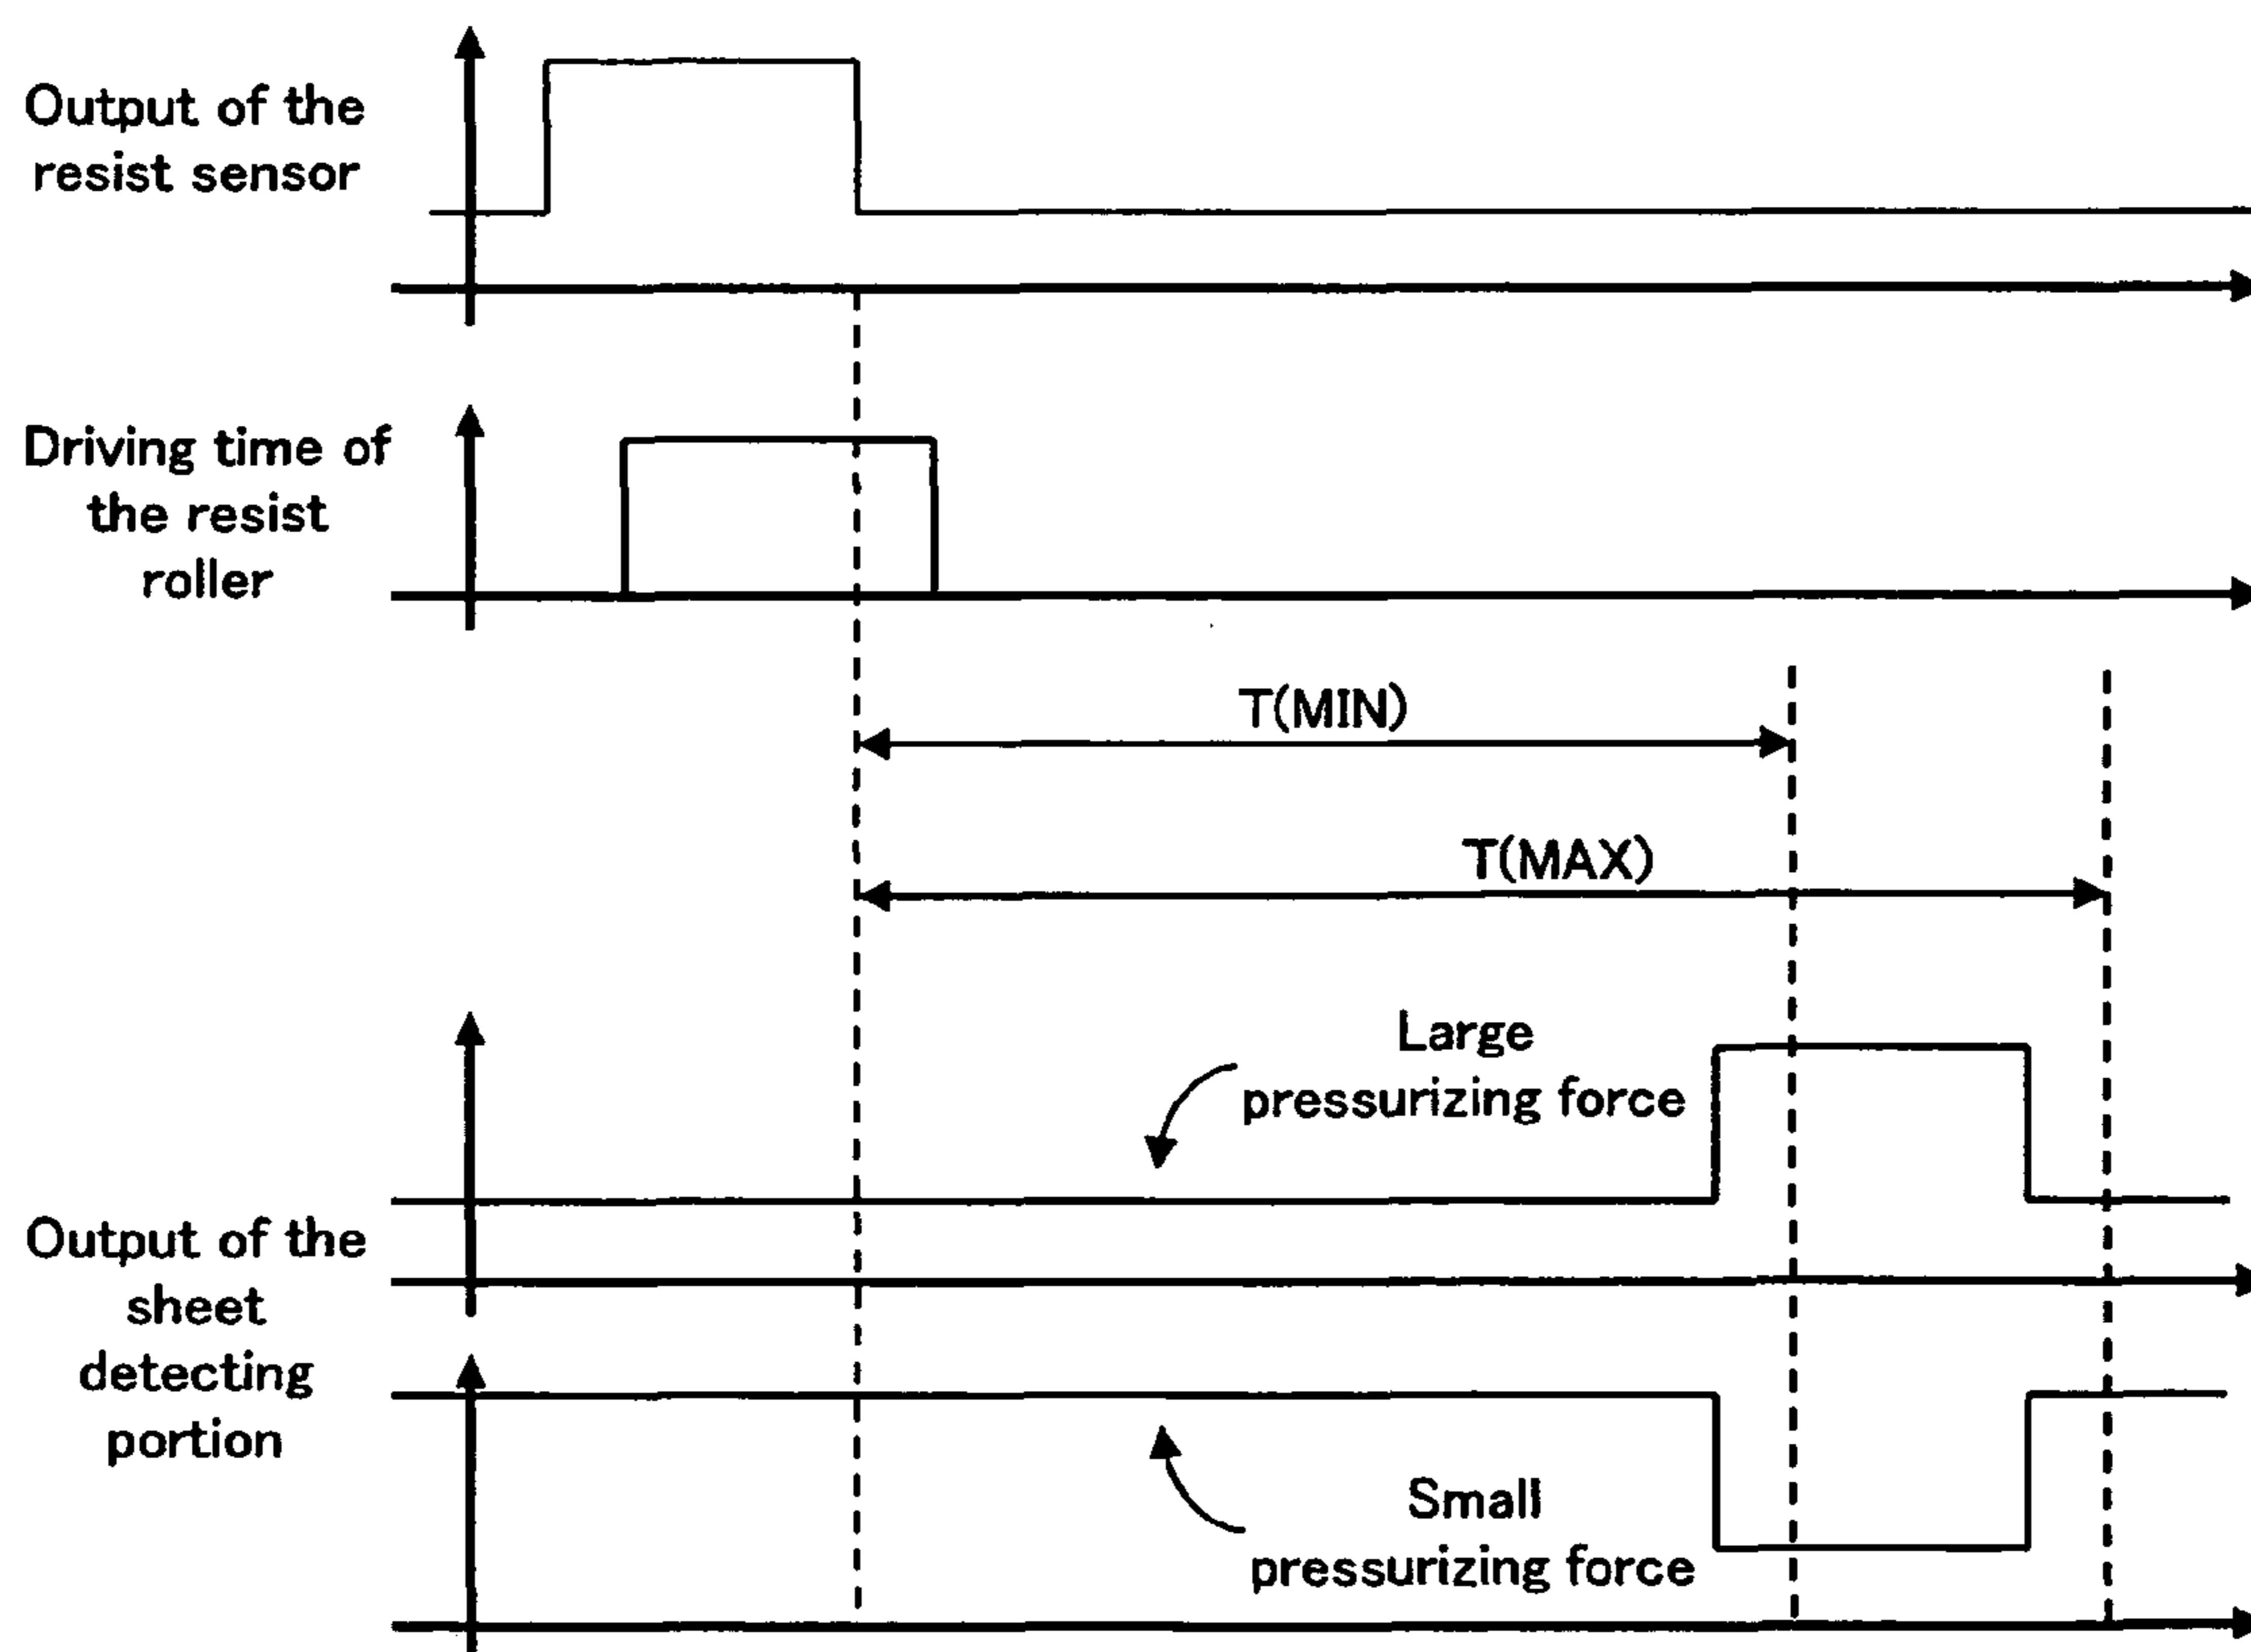 Output of the
resist sensor
Driving time of
the resist
roller
T(MIN)
T(MAX)
Large
pressurizing force
Output of the
sheet
detecting
portion
Small
pressurizing force